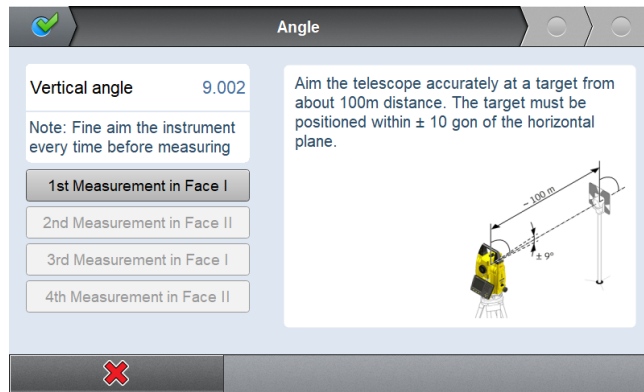 Angle
Vertical angle 9.002
Note: Fine aim the instrument
every time before measuring
1st Measurement in Face I
2nd Measurement in Face II
3rd Measurement in Face I
4th Measurement in Face II
Aim the telescope accurately at a target from
about 100m distance. The target must be
positioned within ± 10 gon of the horizontal
plane.
~ 100 m
± 9°